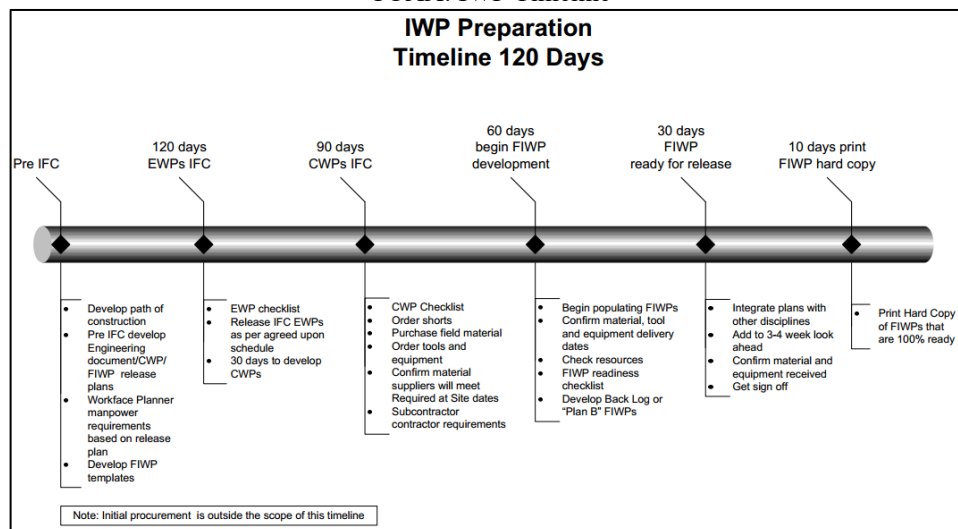 IWP Preparation
Timeline 120 Days
Pre IFC
120 days
EWPs IFC
90 days
CWPs IFC
60 days
begin FIWP
development
30 days
FIWP
ready for release
10 days print
FIWP hard copy
Develop path of
construction
Pre IFC develop
Engineering
document/CWP/
FIWP release
plans
Workface Planner
manpower
requirements
based on release
plan
Develop FIWP
templates
EWP checklist
Release IFC EWPs
as per agreed upon
schedule
30 days to develop
CWPs
CWP Checklist
Order shorts
Purchase field material
Order tools and
equipment
Confirm material
suppliers will meet
Required at Site dates
Subcontractor
contractor requirements
Begin populating FIWPs
Confirm material, tool
and equipment delivery
dates
Check resources
FIWP readiness
checklist
Develop Back Log or
“Plan B” FIWPs
Integrate plans with
other disciplines
Add to 3-4 week look
ahead
Confirm material and
equipment received
Get sign off
Print Hard Copy
of FIWPs that
are 100% ready
Note: Initial procurement is outside the scope of this timeline